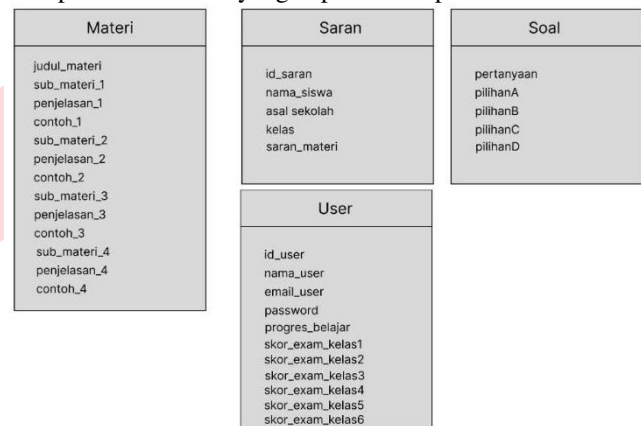 Materi
judul_materi
sub_materi_1
penjelasan_1
contoh_1
sub_materi_2
penjelasan_2
contoh_2
sub_materi_3
penjelasan_3
contoh_3
sub_materi_4
penjelasan_4
contoh_4
Saran
id_saran
nama_siswa
asal sekolah
kelas
saran_materi
Soal
pertanyaan
pilihanA
pilihanB
pilihanC
pilihanD
User
id_user
nama_user
email_user
password
progres_belajar
skor_exam_kelas1
skor_exam_kelas2
skor_exam_kelas3
skor_exam_kelas4
skor_exam_kelas5
skor_exam_kelas6